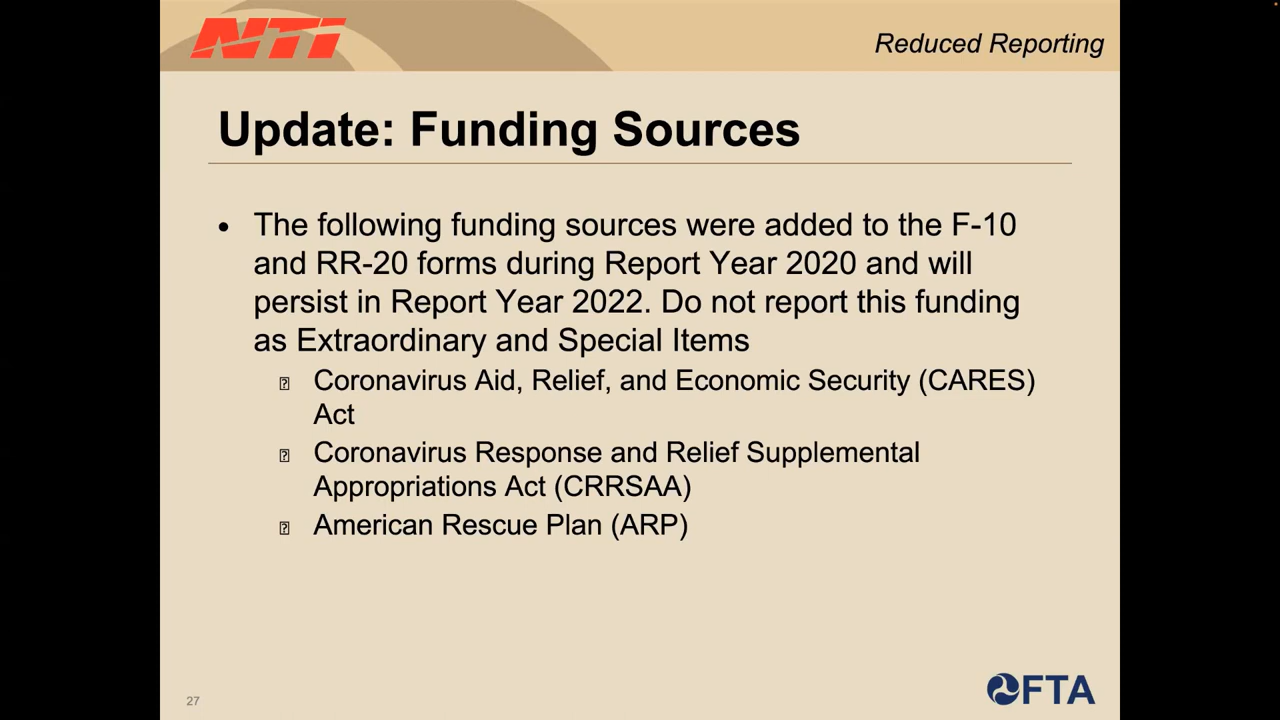 NTI
Reduced Reporting
Update: Funding Sources
• The following funding sources were added to the F-10
and RR-20 forms during Report Year 2020 and will
persist in Report Year 2022. Do not report this funding
as Extraordinary and Special Items
Coronavirus Aid, Relief, and Economic Security (CARES)
Act
Coronavirus Response and Relief Supplemental
Appropriations Act (CRRSAA)
American Rescue Plan (ARP)
27
FTA